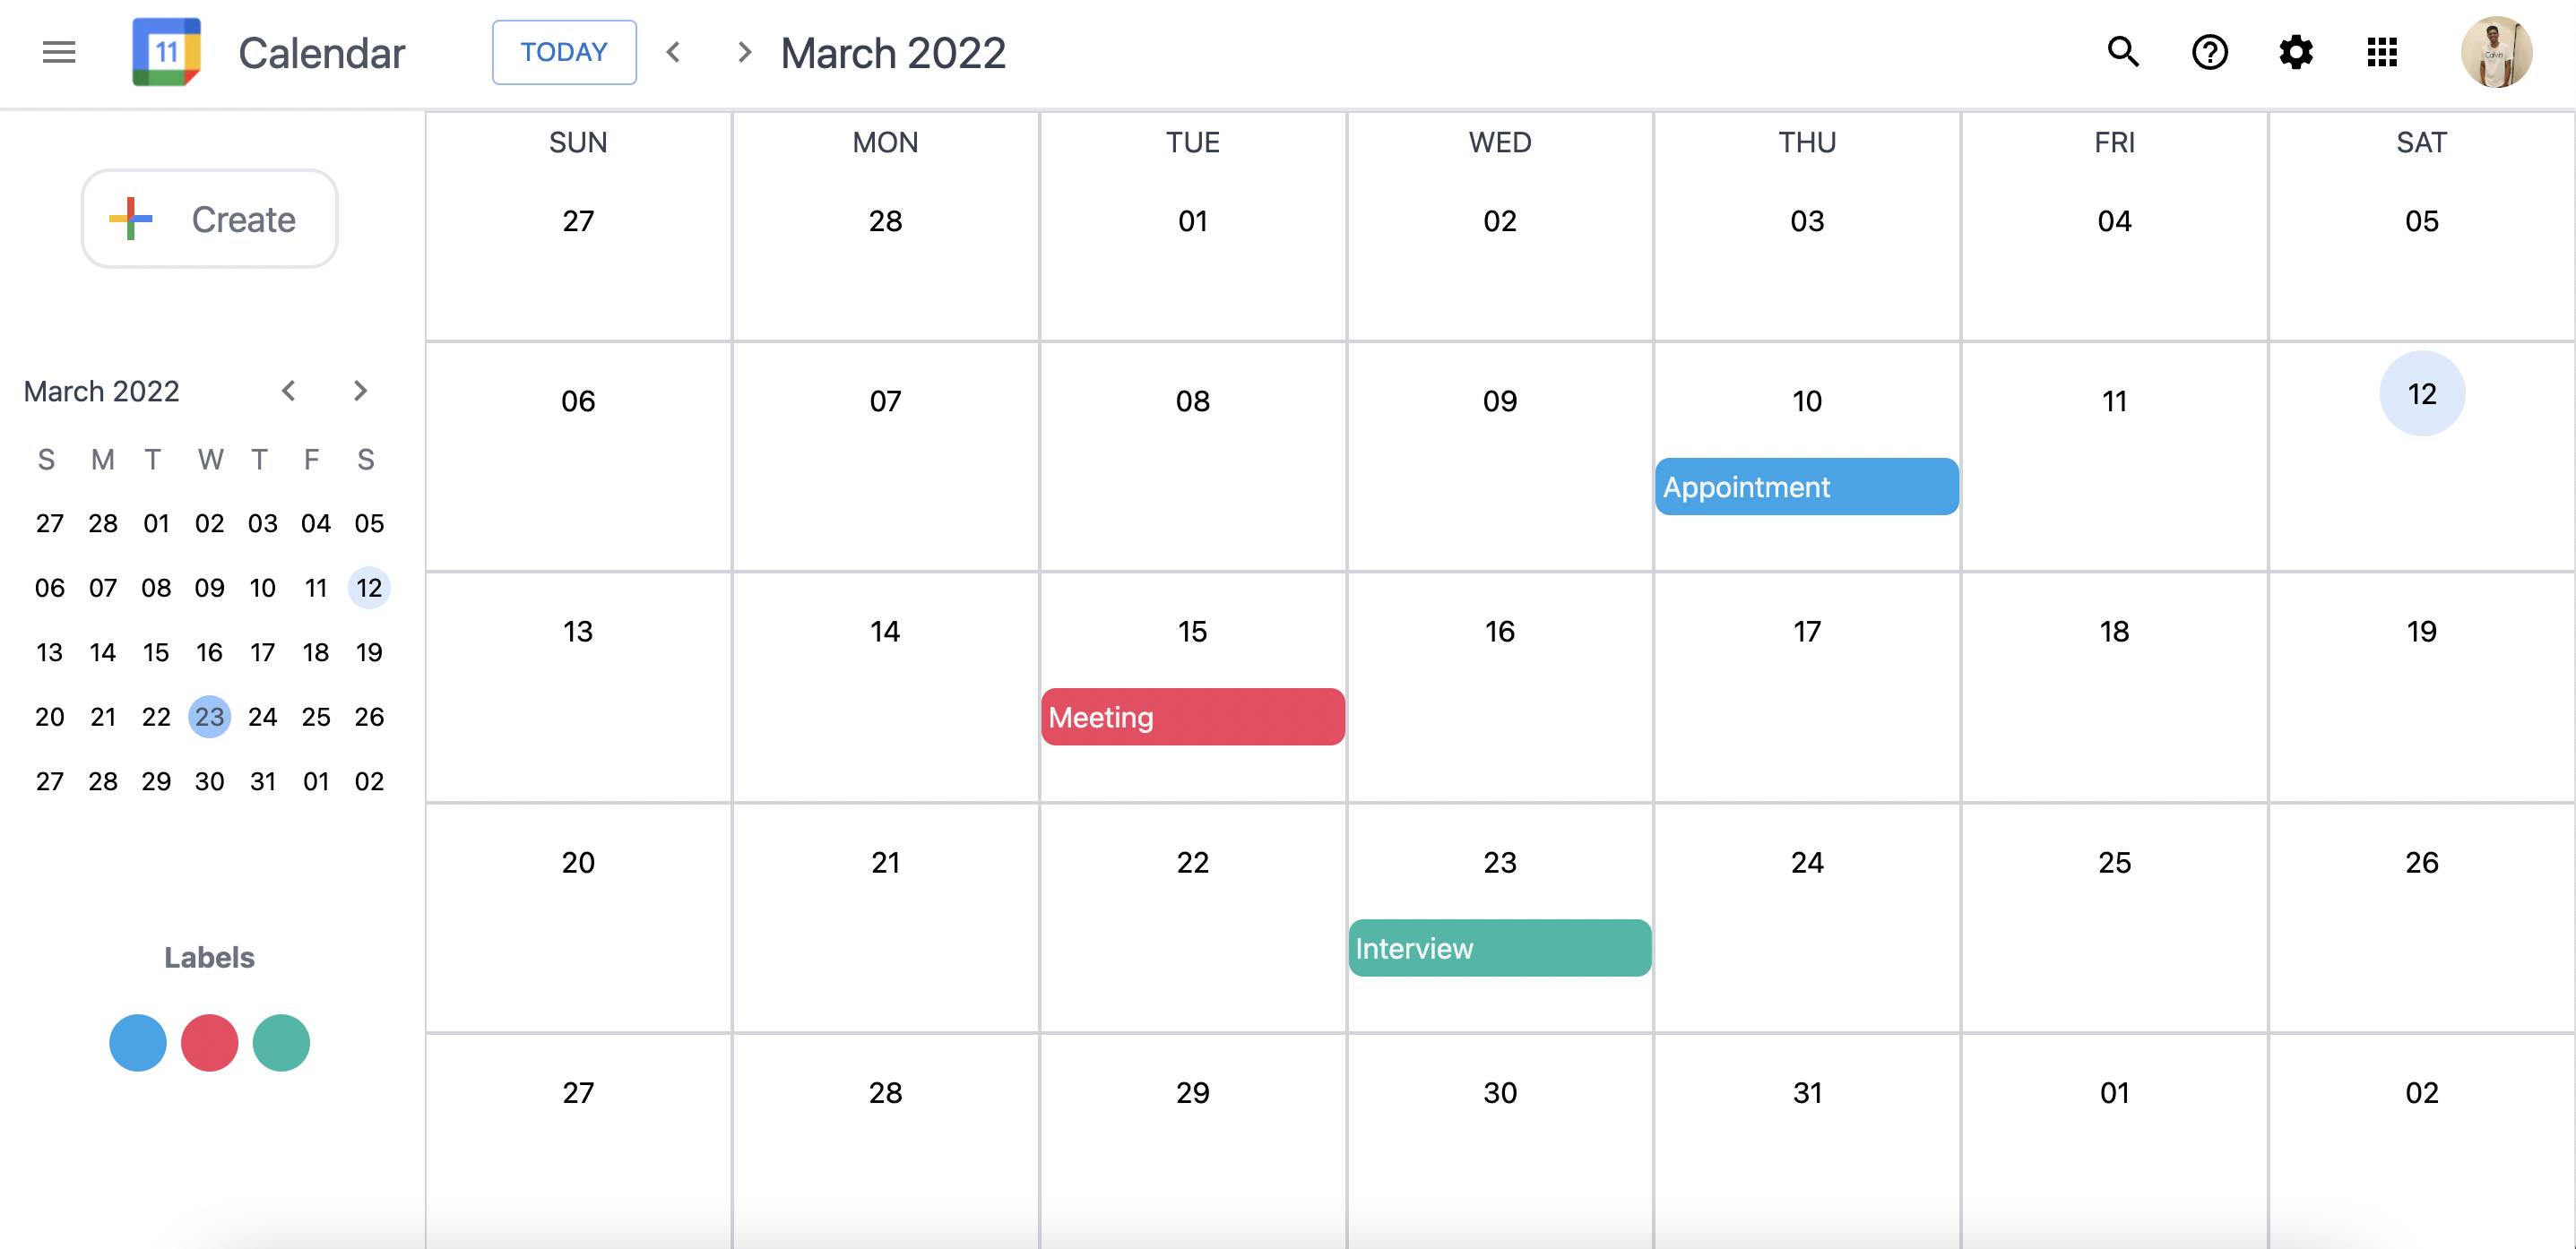 11 Calendar TODAY March 2022
Create
March 2022
S M T W T F S
27 28 01 02 03 04 05
06 07 08 09 10 11 12
13 14 15 16 17 18 19
20 21 22 23 24 25 26
27 28 29 30 31 01 02
Labels
SUN MON TUE WED THU FRI SAT
27 28 01 02 03 04 05
06 07 08 09 10 11 12
Appointment
13 14 15 16 17 18 19
Meeting
20 21 22 23 24 25 26
Interview
27 28 29 30 31 01 02